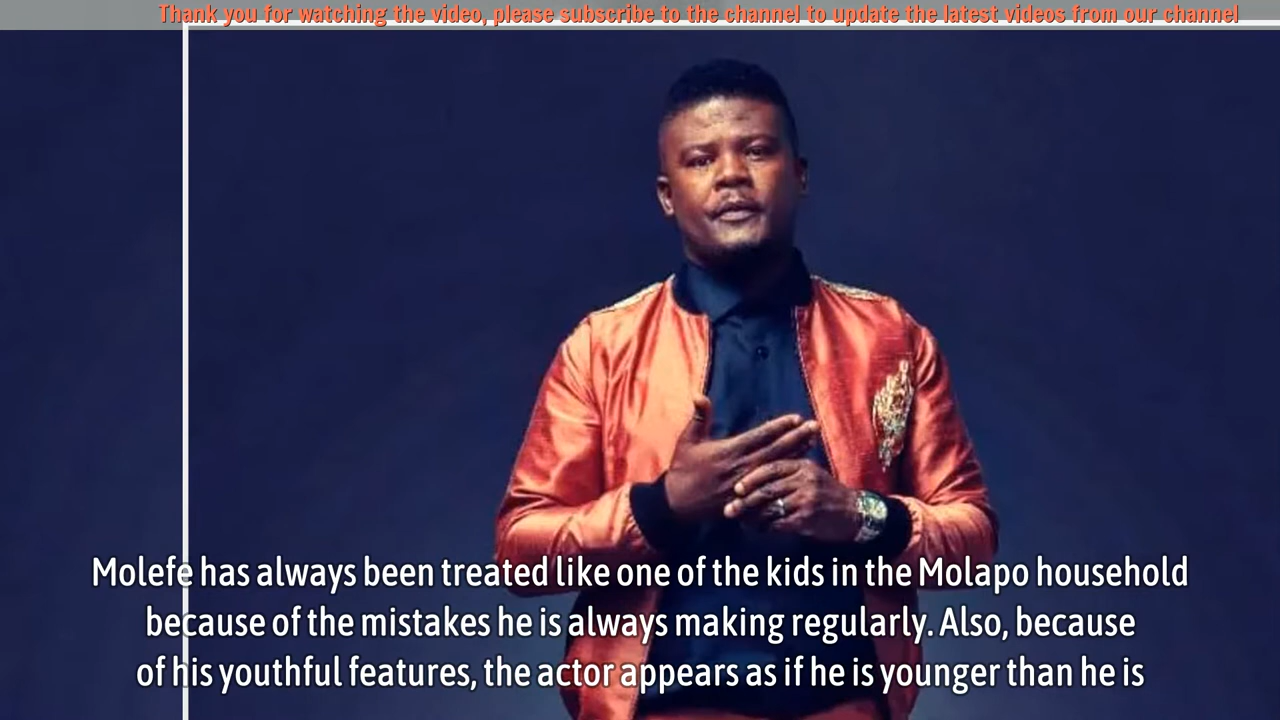 Thank you for watching the video, please subscribe to the channel to update the latest videos from our channel
Molefe has always been treated like one of the kids in the Molapo household
because of the mistakes he is always making regularly. Also, because
of his youthful features, the actor appears as if he is younger than he is